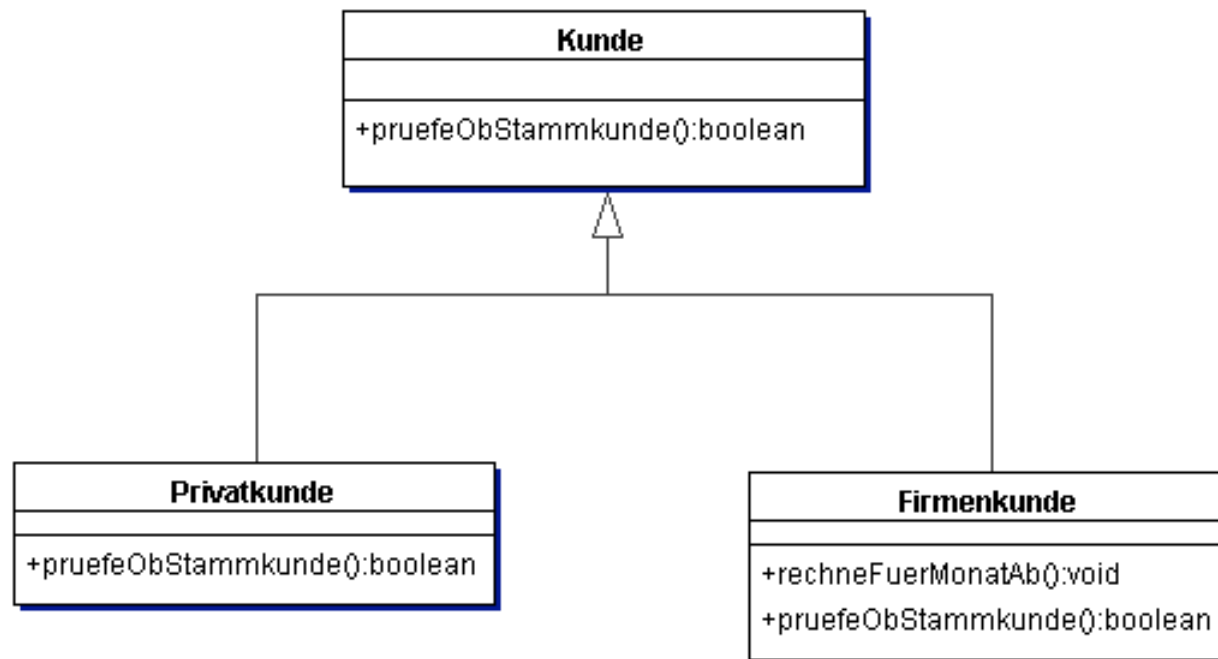 Kunde
+pruefeObStammkunde():boolean
Privatkunde
+pruefeObStammkunde():boolean
Firmenkunde
+rechneFuerMonatAb():void
+pruefeObStammkunde():boolean